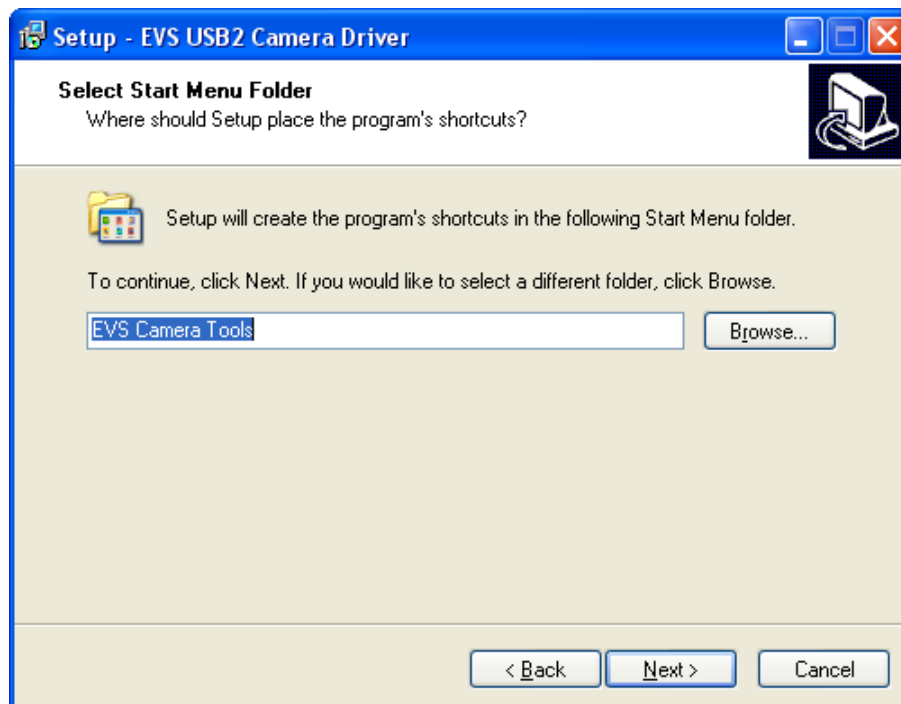 Setup - EVS USB2 Camera Driver
Select Start Menu Folder
Where should Setup place the program's shortcuts?
Setup will create the program's shortcuts in the following Start Menu folder.
To continue, click Next. If you would like to select a different folder, click Browse.
EVS Camera Tools
Browse...
< Back
Next >
Cancel